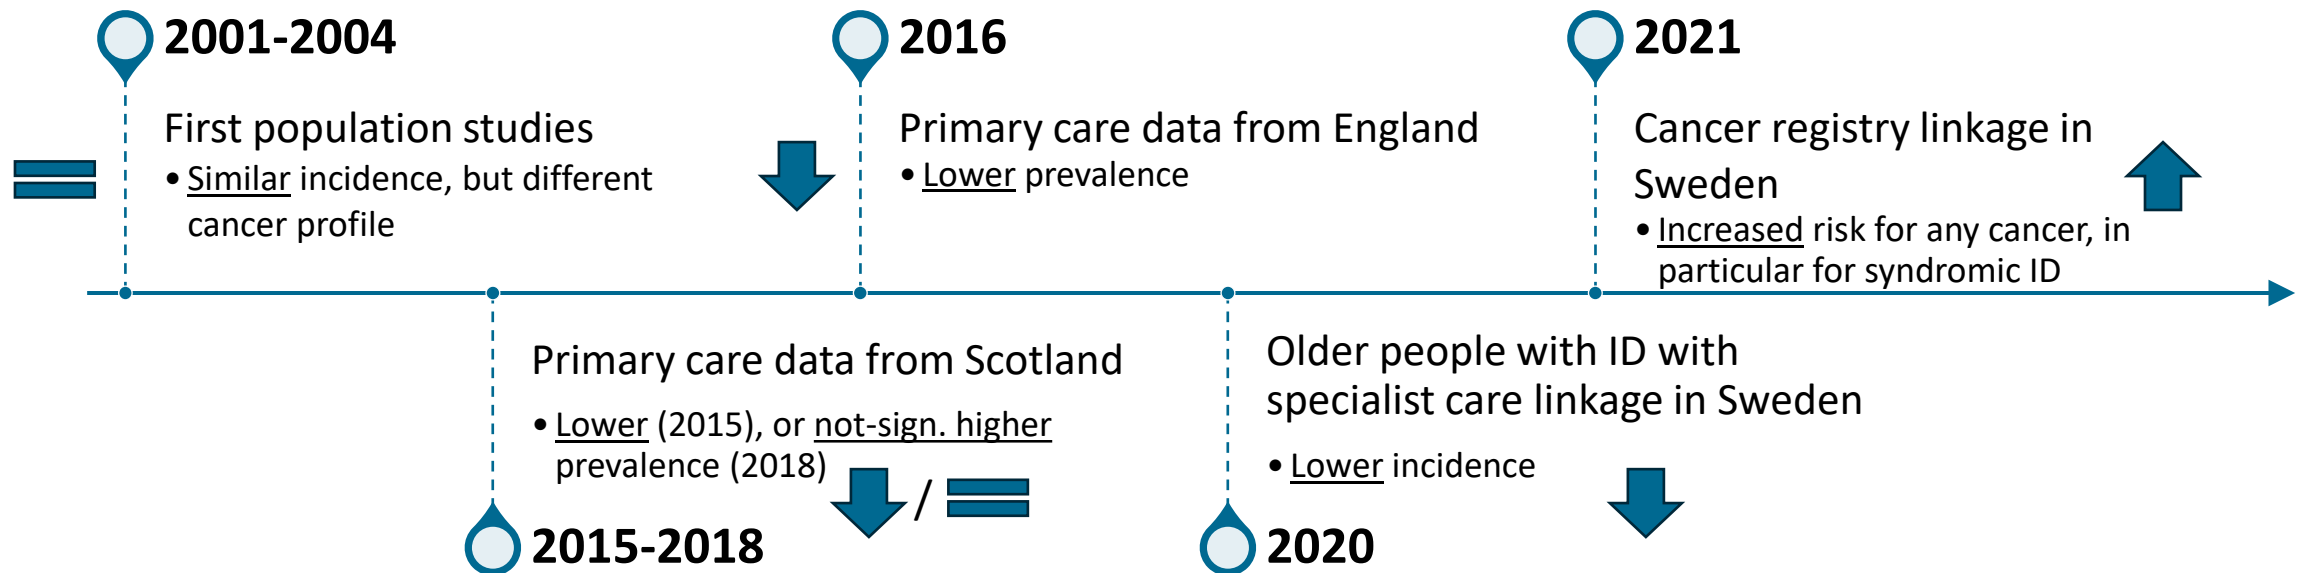 2001-2004
First population studies
• Similar incidence, but different
cancer profile
2015-2018
Primary care data from Scotland
• Lower (2015), or not-sign. higher
prevalence (2018)
/
2016
Primary care data from England
• Lower prevalence
2020
Older people with ID with
specialist care linkage in Sweden
• Lower incidence
2021
Cancer registry linkage in
Sweden
• Increased risk for any cancer, in
particular for syndromic ID